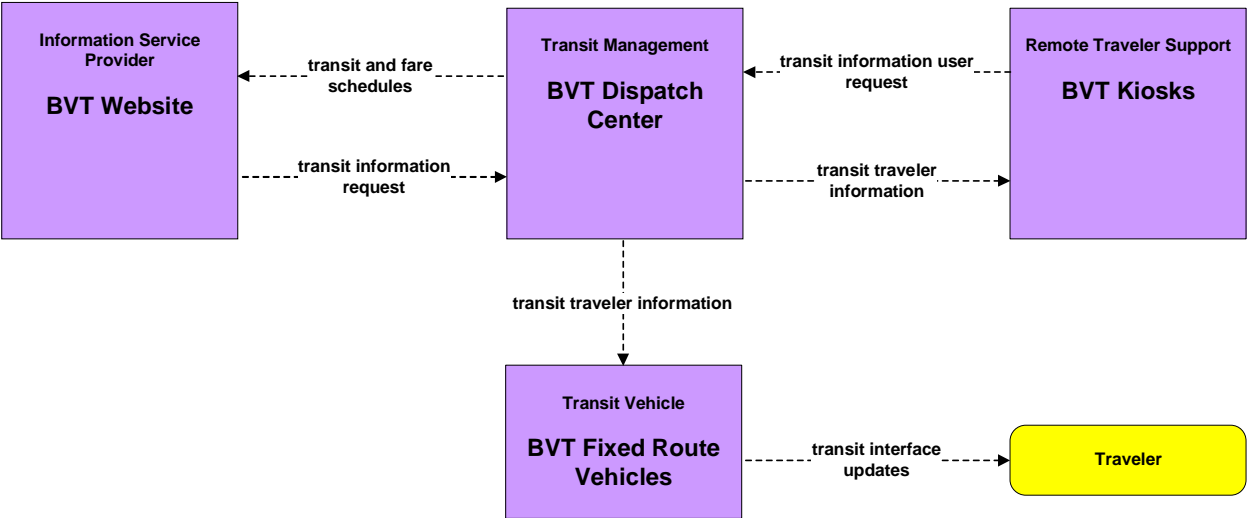 Information Service
Provider
BVT Website
transit and fare
schedules
transit information
request
Transit Management
BVT Dispatch
Center
transit information user
request
transit traveler
information
Remote Traveler Support
BVT Kiosks
transit traveler information
Transit Vehicle
BVT Fixed Route
Vehicles
transit interface
updates
Traveler